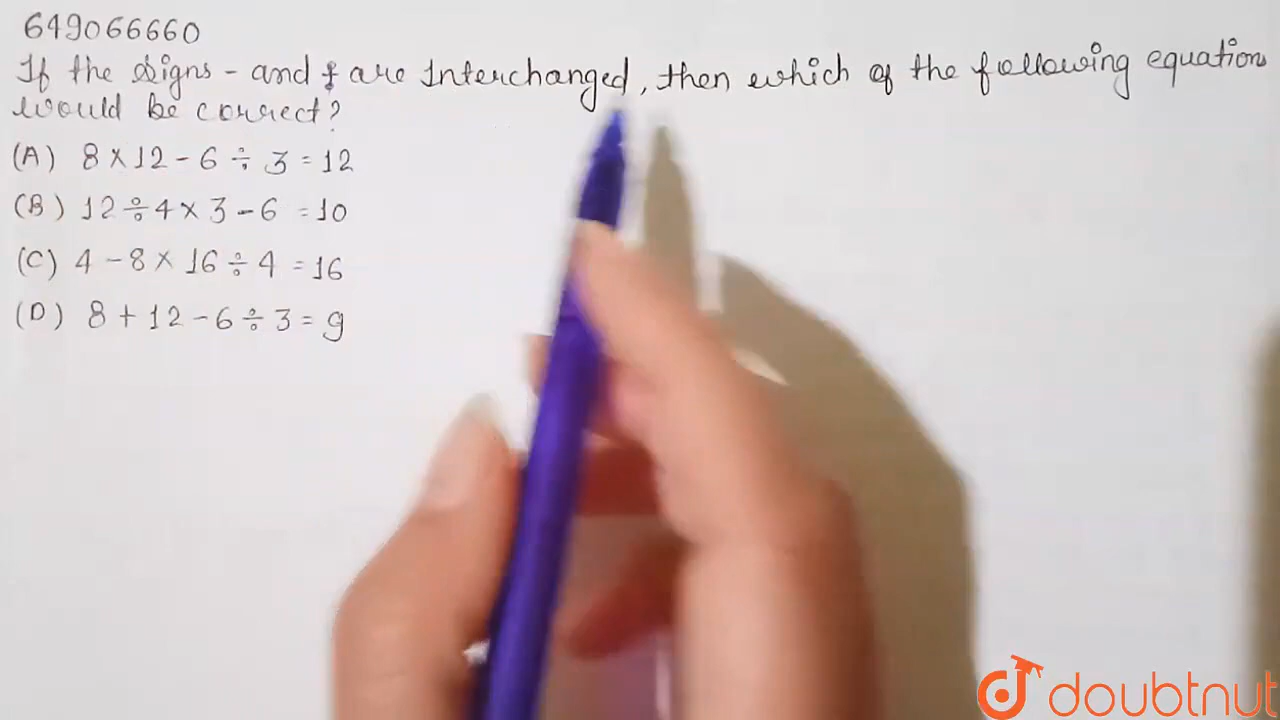 649066660
If the signs - and ÷ are Interchanged, then which of the following equation
would be correct?
(A) 8 × 12 - 6 ÷ 3 = 12
(B) 12 ÷ 4 × 3 - 6 = 10
(C) 4 - 8 × 16 ÷ 4 = 16
(D) 8 + 12 - 6 ÷ 3 = 9
doubtnut